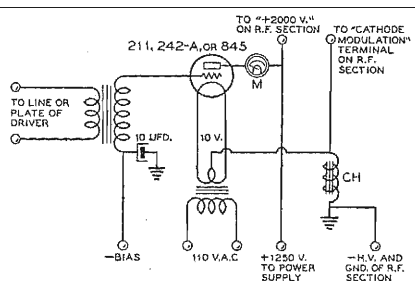 TO "+2000 V."
ON R.F. SECTION
TO "CATHODE
MODULATION"
TERMINAL
ON R.F.
SECTION
211, 242-A, OR 845
M
TO LINE OR
PLATE OF
DRIVER
10 UFD.
10 V.
CH
-BIAS
110 V.A.C
+1250 V.
TO POWER
SUPPLY
-H.V. AND
GND. OF R.F.
SECTION